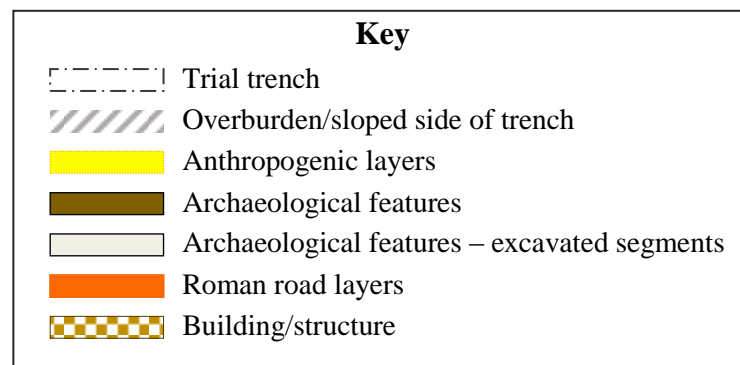 Key
Trial trench
Overburden/sloped side of trench
Anthropogenic layers
Archaeological features
Archaeological features – excavated segments
Roman road layers
Building/structure